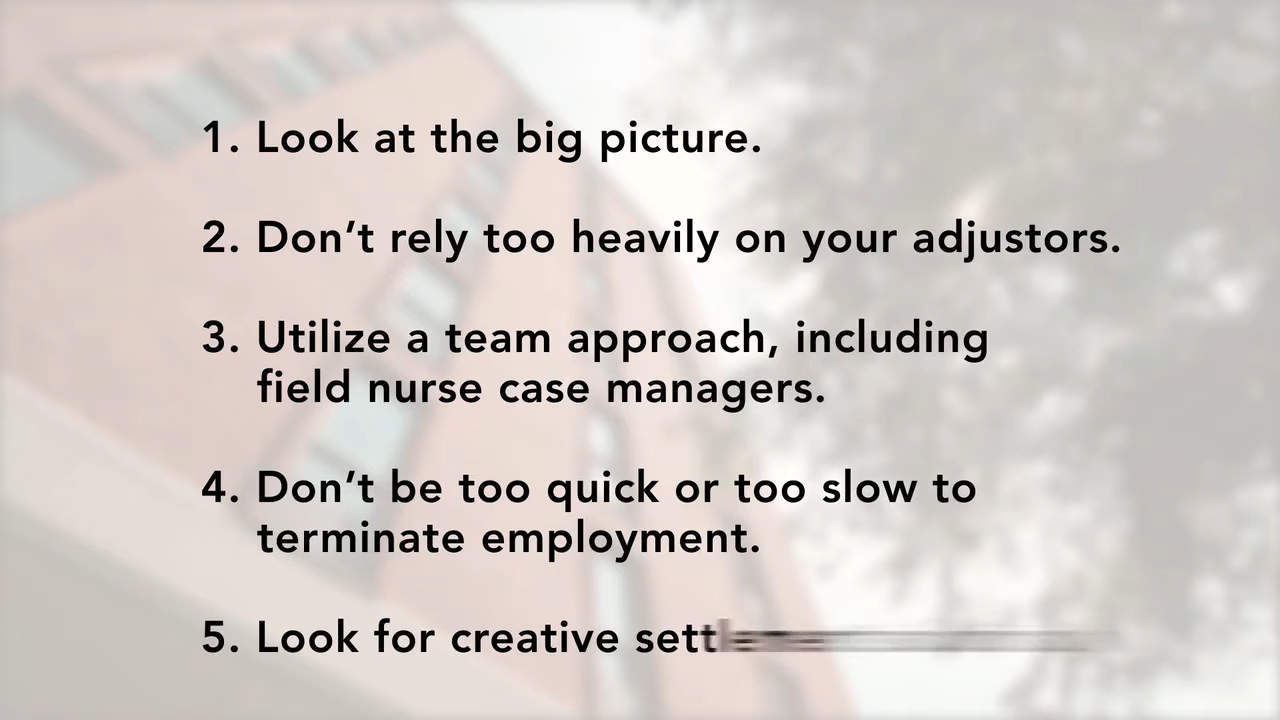 1. Look at the big picture.
2. Don’t rely too heavily on your adjustors.
3. Utilize a team approach, including
field nurse case managers.
4. Don’t be too quick or too slow to
terminate employment.
5. Look for creative